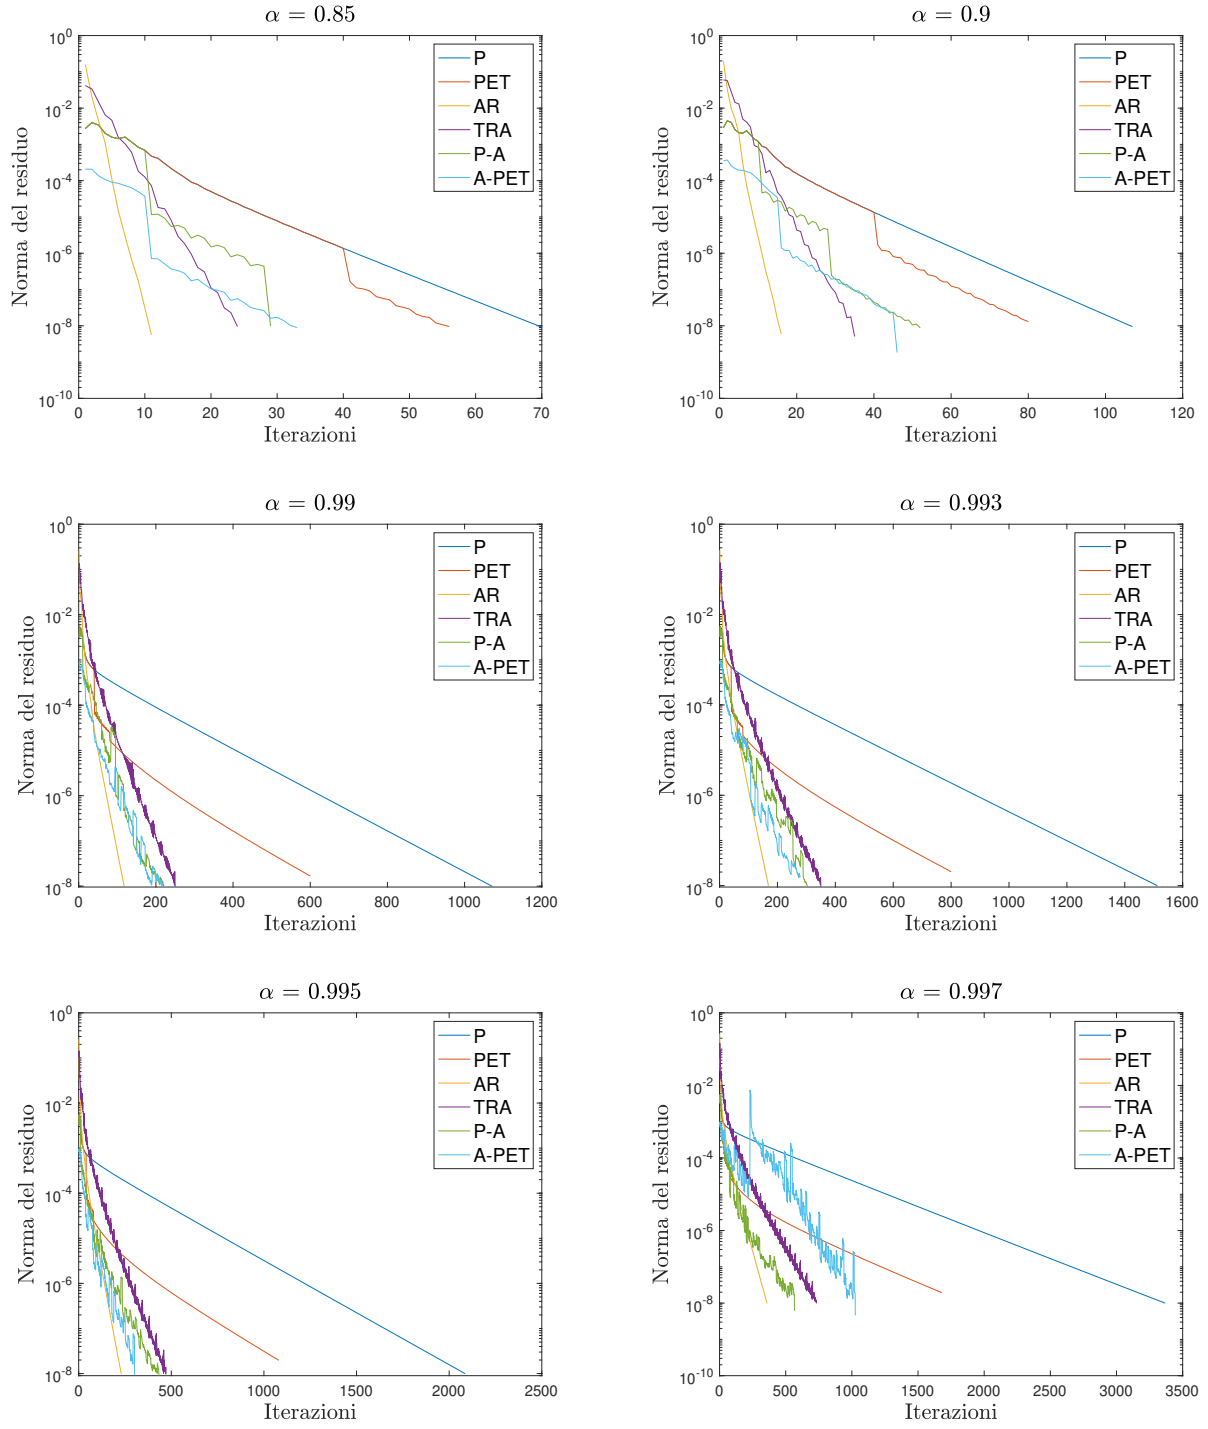 α = 0.85
10^0
10^-2
10^-4
10^-6
10^-8
10^-10
Norma del residuo
0 10 20 30 40 50 60 70
Iterazioni
P
PET
AR
TRA
P-A
A-PET
α = 0.9
10^0
10^-2
10^-4
10^-6
10^-8
10^-10
Norma del residuo
0 20 40 60 80 100 120
Iterazioni
P
PET
AR
TRA
P-A
A-PET
α = 0.99
10^0
10^-2
10^-4
10^-6
10^-8
Norma del residuo
0 200 400 600 800 1000 1200
Iterazioni
P
PET
AR
TRA
P-A
A-PET
α = 0.993
10^0
10^-2
10^-4
10^-6
10^-8
Norma del residuo
0 200 400 600 800 1000 1200 1400 1600
Iterazioni
P
PET
AR
TRA
P-A
A-PET
α = 0.995
10^0
10^-2
10^-4
10^-6
10^-8
Norma del residuo
0 500 1000 1500 2000 2500
Iterazioni
P
PET
AR
TRA
P-A
A-PET
α = 0.997
10^0
10^-2
10^-4
10^-6
10^-8
10^-10
Norma del residuo
0 500 1000 1500 2000 2500 3000 3500
Iterazioni
P
PET
AR
TRA
P-A
A-PET